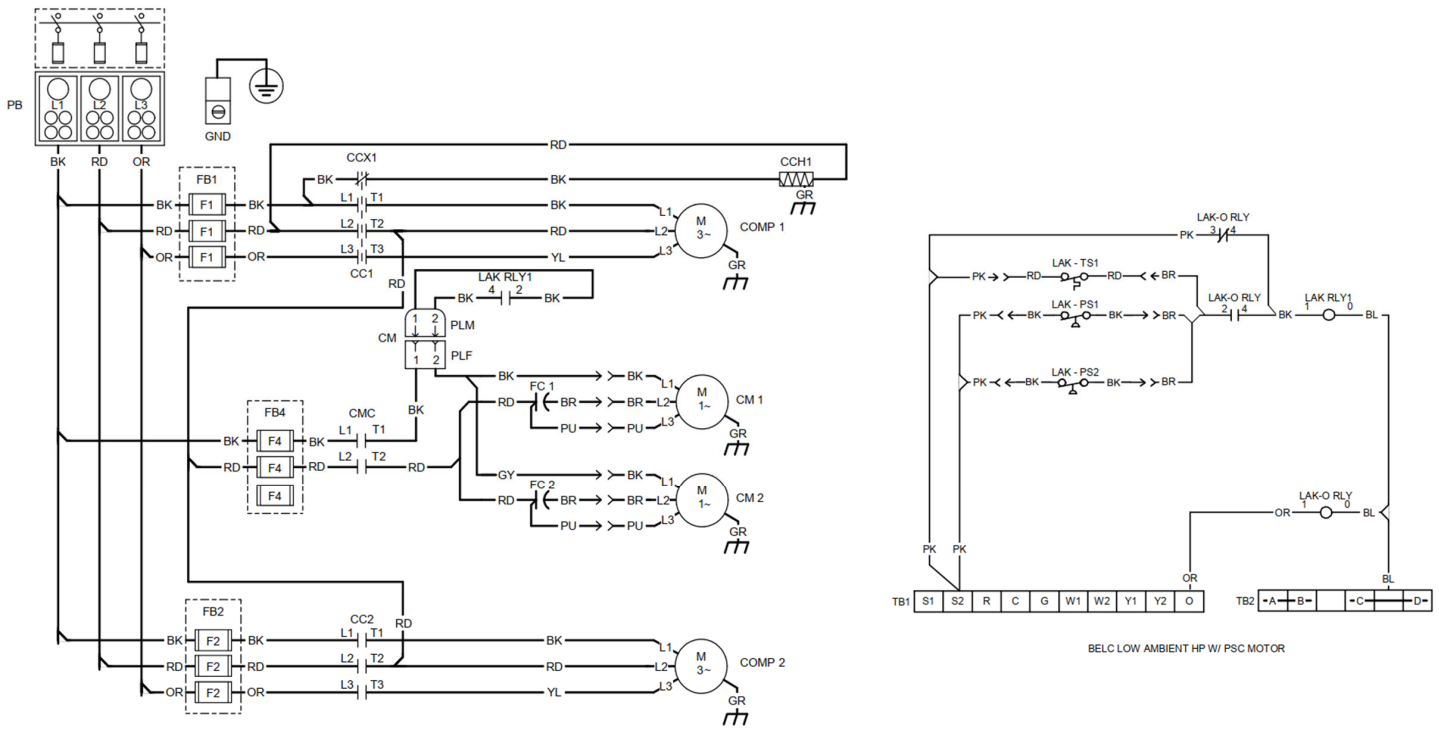 PB
L1 L2 L3
GND
BK RD OR
RD
CCX1
CCH1
BK
BK
GR
FB1
BK F1 BK L1 T1 BK L1
RD F1 RD L2 T2 RD L2
OR F1 OR L3 T3 YL L3
CC1
M
3~
COMP 1
GR
RD
LAK RLY1
4 2
BK BK
1 2 PLM
CM
1 2 PLF
BK
FB4
CMC
BK F4 BK L1 T1
RD F4 RD L2 T2 RD
F4
BK BK L1
FC 1
RD BR BR L2
PU PU L3
M
1~
CM 1
GR
GY BK L1
FC 2
RD BR BR L2
PU PU L3
M
1~
CM 2
GR
FB2
CC2
RD
BK F2 BK L1 T1 BK L1
RD F2 RD L2 T2 RD L2
OR F2 OR L3 T3 YL L3
M
3~
COMP 2
GR
LAK-O RLY
PK 3 4
LAK - TS1
PK RD RD BR
LAK - PS1
PK BK BK BR
LAK-O RLY
2 4
BK
LAK RLY1
1 0
BL
LAK - PS2
PK BK BK BR
LAK-O RLY
1 0
OR BL
PK PK
OR
BL
TB1 S1 S2 R C G W1 W2 Y1 Y2 O
TB2 A B C D
BELC LOW AMBIENT HP W/ PSC MOTOR